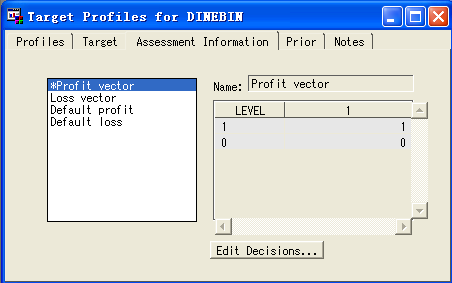 Target Profiles for DINEBIN
Profiles Target Assessment Information Prior Notes
*Profit vector
Loss vector
Default profit
Default loss
Name: Profit vector
LEVEL 1
1 1
0 0
Edit Decisions...